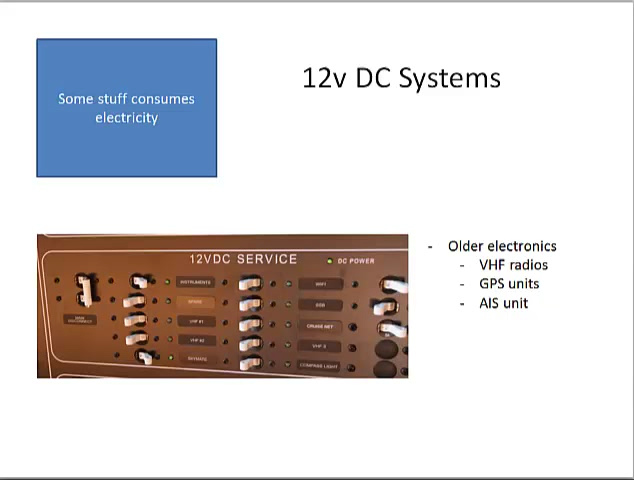 Some stuff consumes
electricity
12v DC Systems
12VDC SERVICE
DC POWER
INSTRUMENTS
VHF #1
VHF #2
SKYMATE
WIFI
CRUISE NET
VHF 3
COMPASS LIGHT
- Older electronics
- VHF radios
- GPS units
- AIS unit